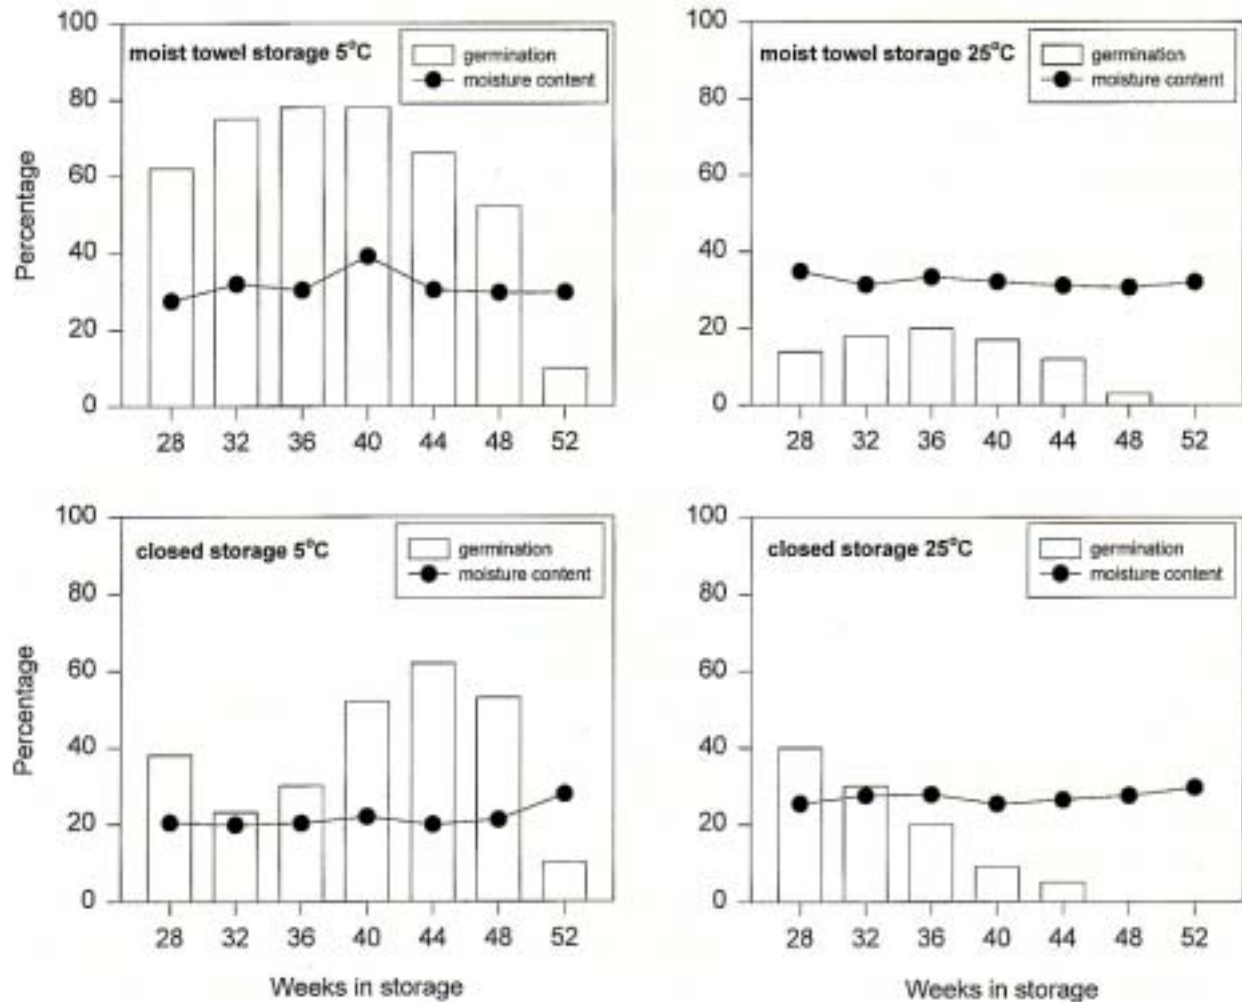 moist towel storage 5°C
germination
moisture content
Percentage
100
80
60
40
20
0
28 32 36 40 44 48 52
moist towel storage 25°C
germination
moisture content
100
80
60
40
20
0
28 32 36 40 44 48 52
closed storage 5°C
germination
moisture content
Percentage
100
80
60
40
20
0
28 32 36 40 44 48 52
Weeks in storage
closed storage 25°C
germination
moisture content
100
80
60
40
20
0
28 32 36 40 44 48 52
Weeks in storage